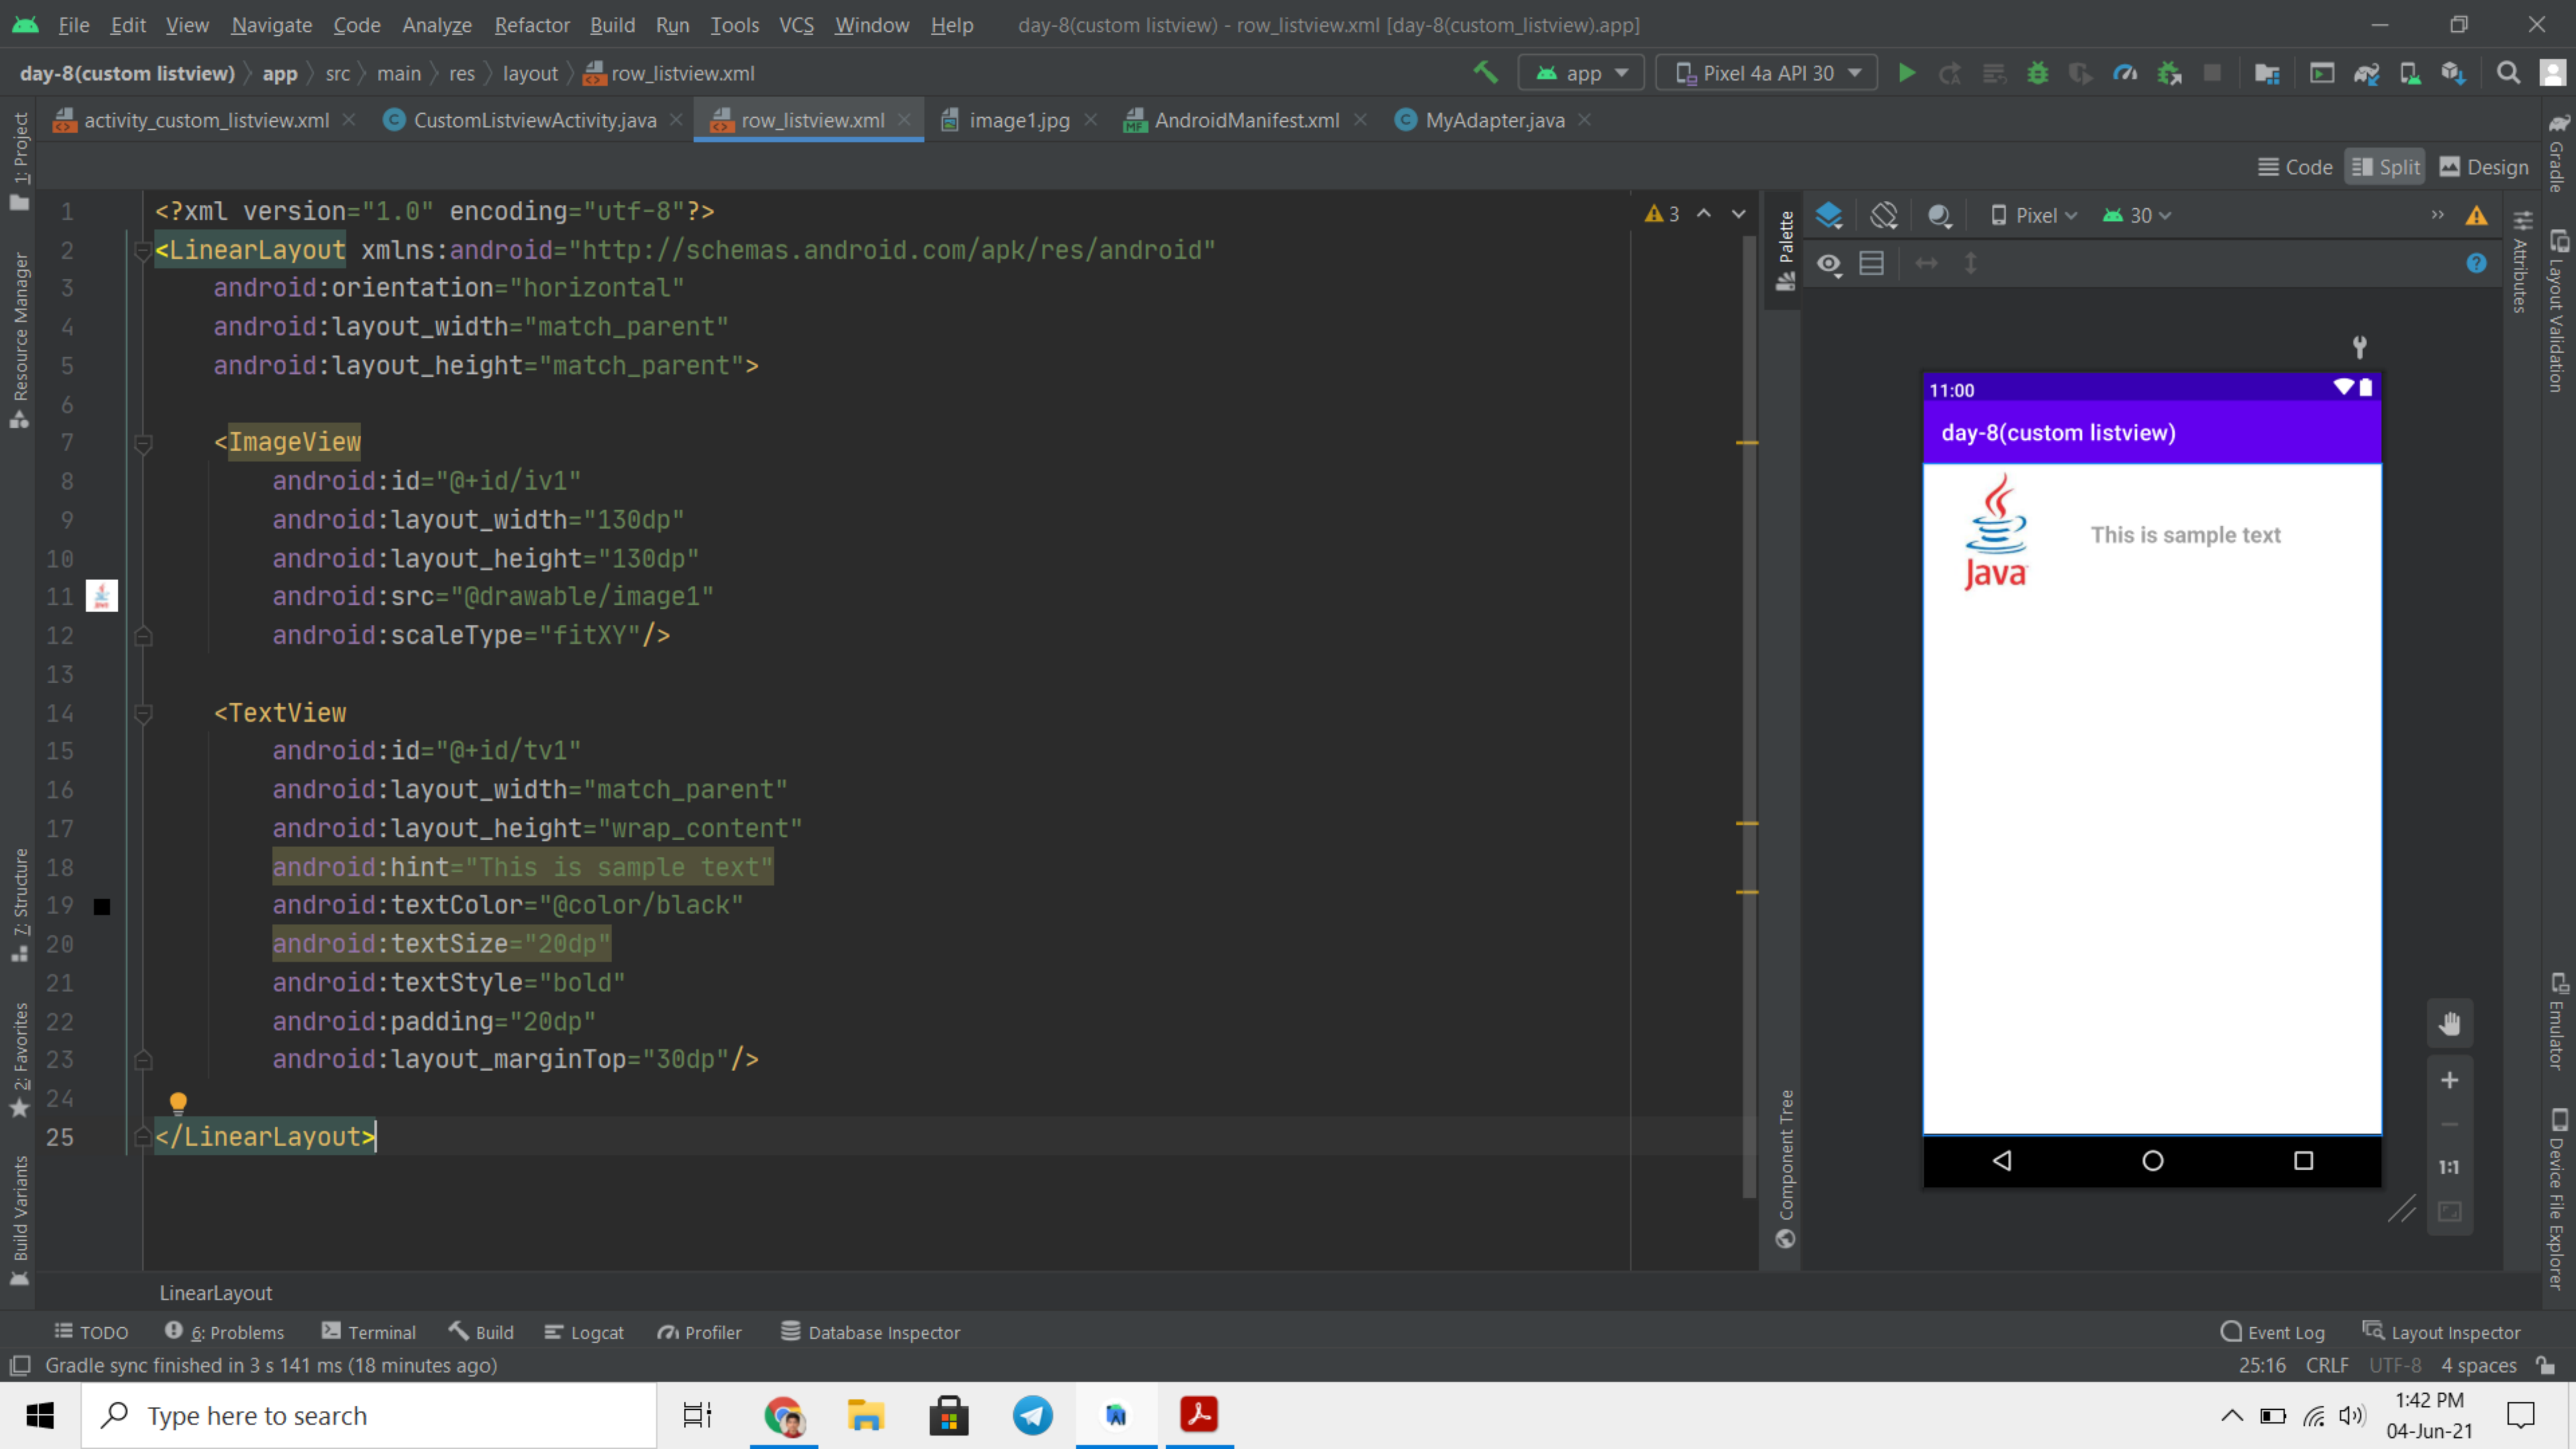 File Edit View Navigate Code Analyze Refactor Build Run Tools VCS Window Help day-8(custom listview) - row_listview.xml [day-8(custom_listview).app]
day-8(custom listview) app src main res layout row_listview.xml app Pixel 4a API 30
activity_custom_listview.xml CustomListviewActivity.java row_listview.xml image1.jpg AndroidManifest.xml MyAdapter.java
Code Split Design
1: Project
Resource Manager
7: Structure
2: Favorites
Build Variants
1 <?xml version="1.0" encoding="utf-8"?>
2 <LinearLayout xmlns:android="http://schemas.android.com/apk/res/android"
3 android:orientation="horizontal"
4 android:layout_width="match_parent"
5 android:layout_height="match_parent">
6
7 <ImageView
8 android:id="@+id/iv1"
9 android:layout_width="130dp"
10 android:layout_height="130dp"
11 android:src="@drawable/image1"
12 android:scaleType="fitXY"/>
13
14 <TextView
15 android:id="@+id/tv1"
16 android:layout_width="match_parent"
17 android:layout_height="wrap_content"
18 android:hint="This is sample text"
19 android:textColor="@color/black"
20 android:textSize="20dp"
21 android:textStyle="bold"
22 android:padding="20dp"
23 android:layout_marginTop="30dp"/>
24
25 </LinearLayout>
3
Palette
Component Tree
Pixel 30
11:00
day-8(custom listview)
Java
This is sample text
1:1
Attributes
Gradle
Layout Validation
Emulator
Device File Explorer
LinearLayout
TODO 6: Problems Terminal Build Logcat Profiler Database Inspector Event Log Layout Inspector
Gradle sync finished in 3 s 141 ms (18 minutes ago) 25:16 CRLF UTF-8 4 spaces
Type here to search
1:42 PM
04-Jun-21